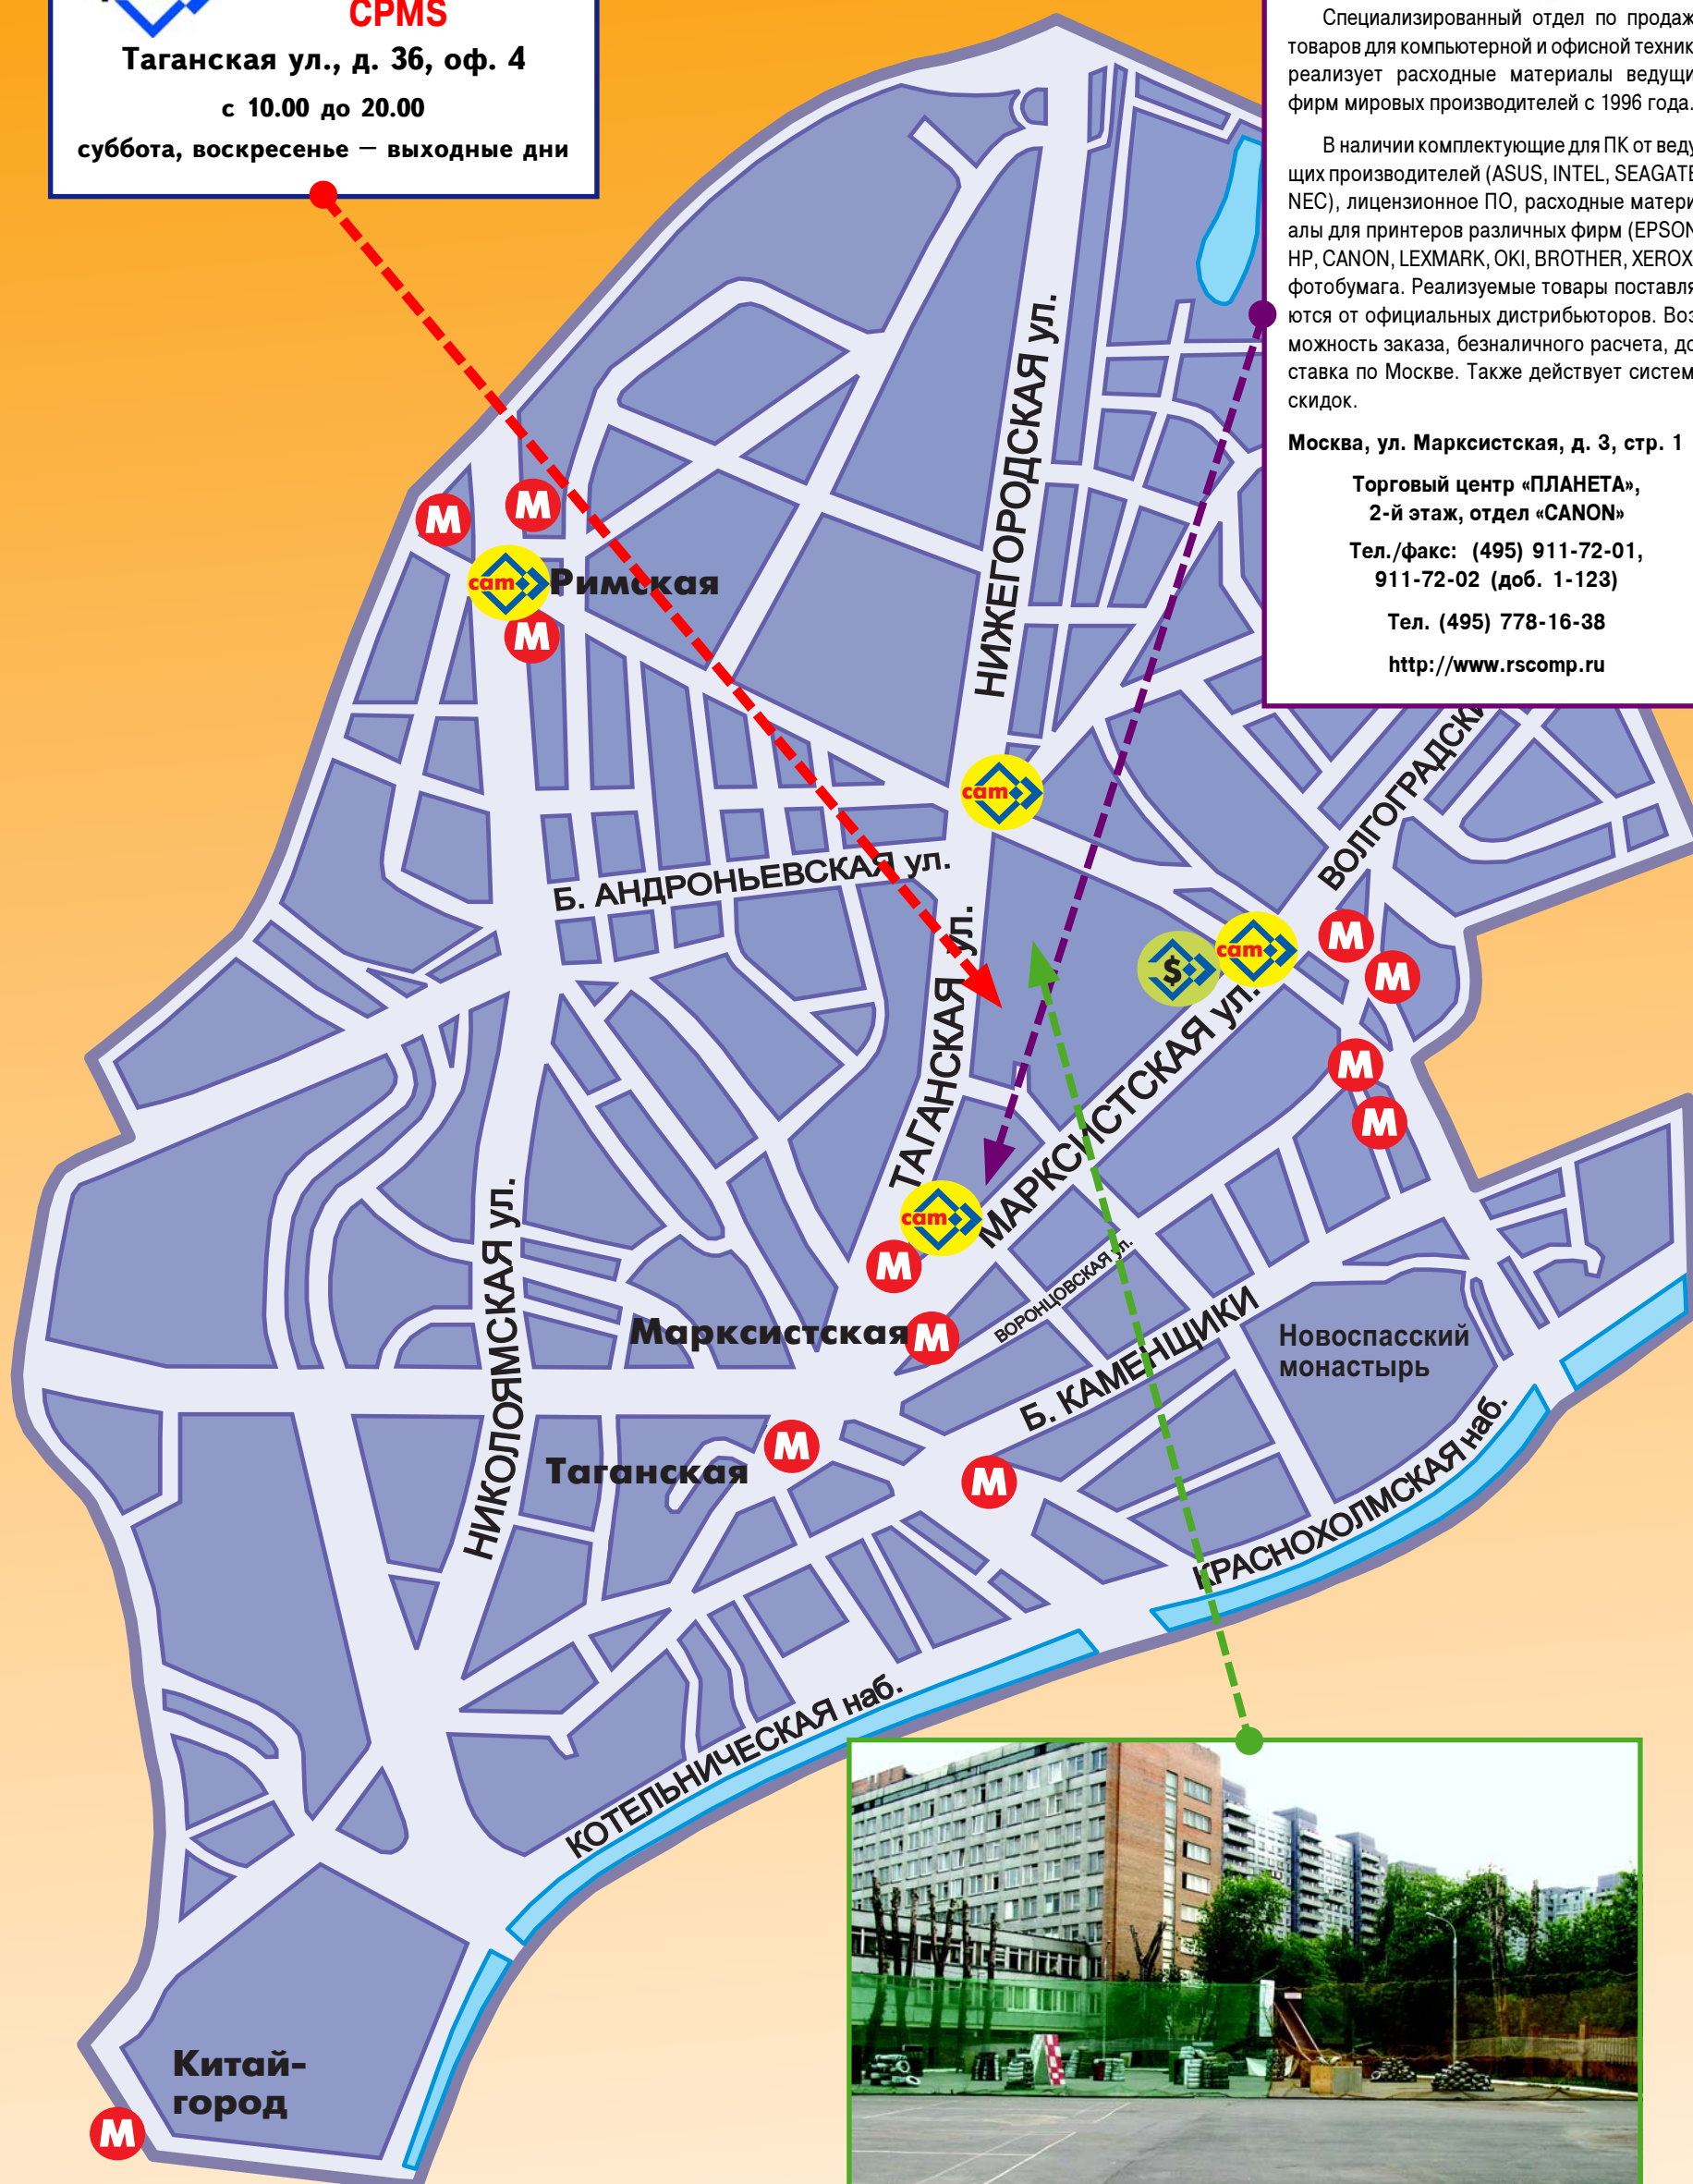 CPMS
Таганская ул., д. 36, оф. 4
с 10.00 до 20.00
суббота, воскресенье — выходные дни
Специализированный отдел по продаж
товаров для компьютерной и офисной техник
реализует расходные материалы ведущи
фирм мировых производителей с 1996 года.
В наличии комплектующие для ПК от веду
щих производителей (ASUS, INTEL, SEAGATE
NEC), лицензионное ПО, расходные матери
алы для принтеров различных фирм (EPSON
HP, CANON, LEXMARK, OKI, BROTHER, XEROX
фотобумага. Реализуемые товары поставля
ются от официальных дистрибьюторов. Воз
можность заказа, безналичного расчета, до
ставка по Москве. Также действует систем
скидок.
Москва, ул. Марксистская, д. 3, стр. 1
Торговый центр «ПЛАНЕТА»,
2-й этаж, отдел «CANON»
Тел./факс: (495) 911-72-01,
911-72-02 (доб. 1-123)
Тел. (495) 778-16-38
http://www.rscomp.ru
НИЖЕГОРОДСКАЯ ул.
М
М
cam
Римская
М
ВОЛГОГРАДСКИ
cam
Б. АНДРОНЬЕВСКАЯ ул.
ТАГАНСКАЯ ул.
$
cam
М
М
МАРКСИСТСКАЯ ул.
М
М
cam
М
НИКОЛОЯМСКАЯ ул.
ВОРОНЦОВСКАЯ ул.
Марксистская
М
Б. КАМЕНЩИКИ
Новоспасский
монастырь
Таганская
М
М
КРАСНОХОЛМСКАЯ наб.
КОТЕЛЬНИЧЕСКАЯ наб.
Китай-
город
М